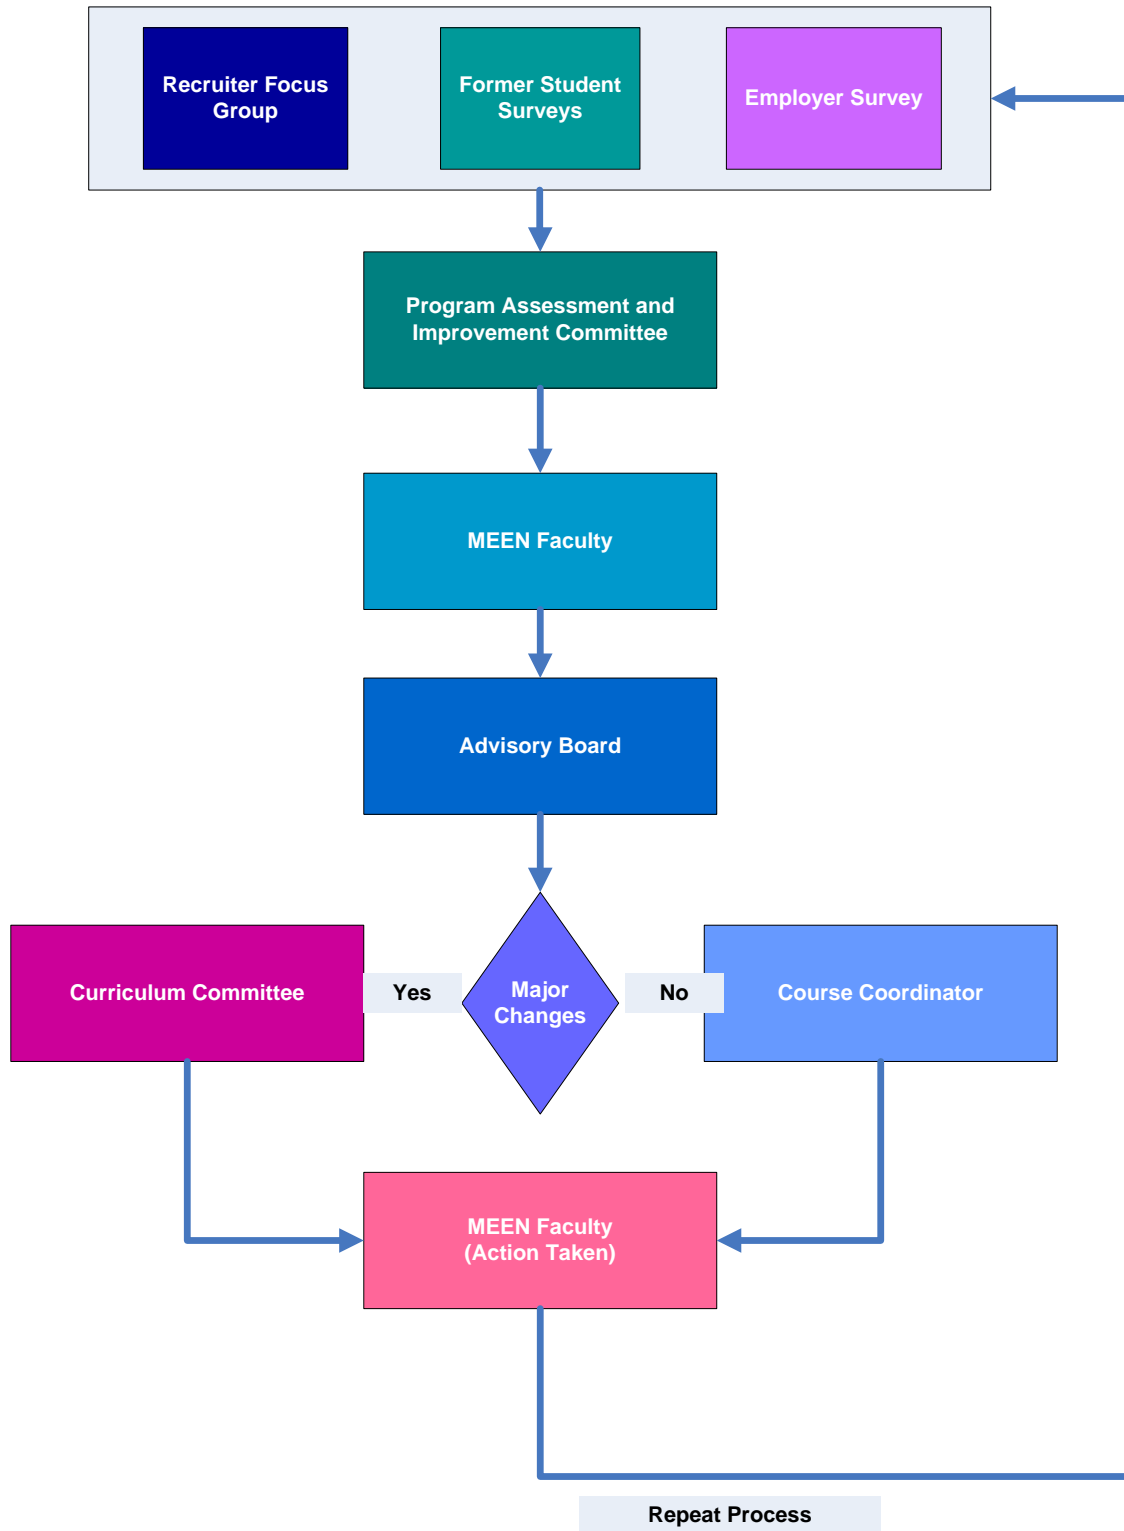 Recruiter Focus
Group
Former Student
Surveys
Employer Survey
Program Assessment and
Improvement Committee
MEEN Faculty
Advisory Board
Curriculum Committee
Yes
Major
Changes
No
Course Coordinator
MEEN Faculty
(Action Taken)
Repeat Process